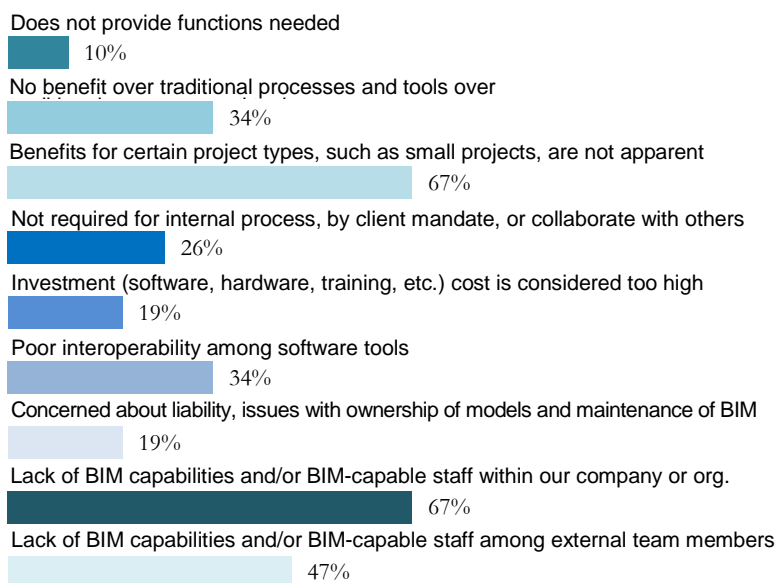 Does not provide functions needed
10%
No benefit over traditional processes and tools over
34%
Benefits for certain project types, such as small projects, are not apparent
67%
Not required for internal process, by client mandate, or collaborate with others
26%
Investment (software, hardware, training, etc.) cost is considered too high
19%
Poor interoperability among software tools
34%
Concerned about liability, issues with ownership of models and maintenance of BIM
19%
Lack of BIM capabilities and/or BIM-capable staff within our company or org.
67%
Lack of BIM capabilities and/or BIM-capable staff among external team members
47%